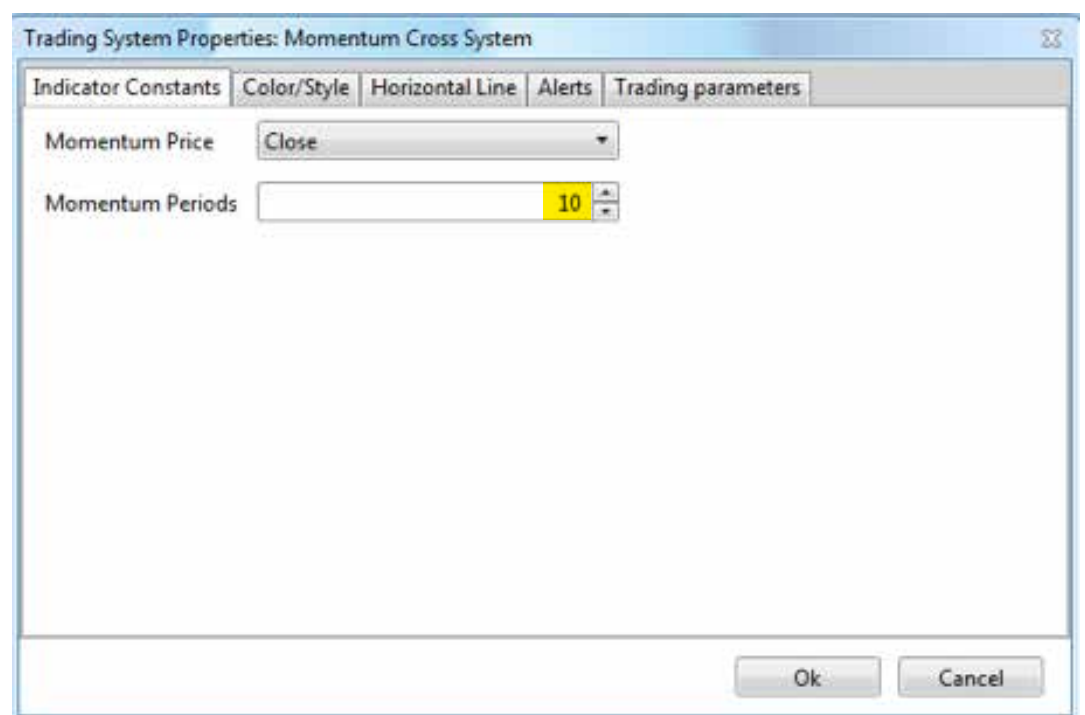 Trading System Properties: Momentum Cross System
Indicator Constants Color/Style Horizontal Line Alerts Trading parameters
Momentum Price Close
Momentum Periods 10
Ok Cancel